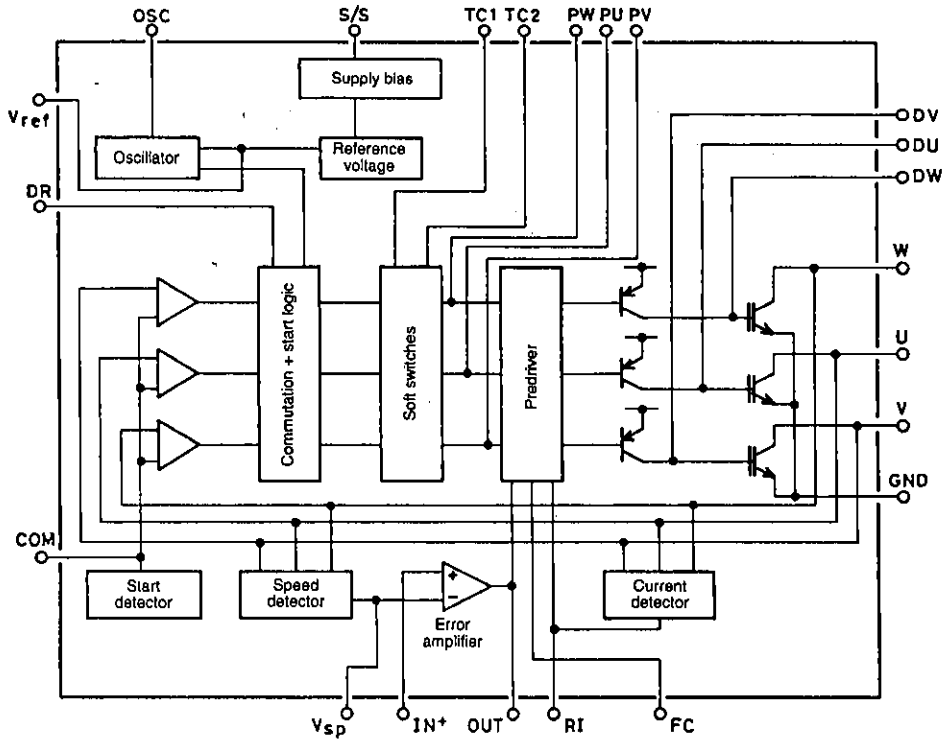 OSC
S/S
TC1
TC2
PW
PU
PV
Vref
DR
COM
Supply bias
Oscillator
Reference
voltage
DV
DU
DW
W
U
V
GND
Commutation + start logic
Soft switches
Predriver
Start
detector
Speed
detector
+
−
Error
amplifier
Current
detector
Vsp
IN+
OUT
RI
FC